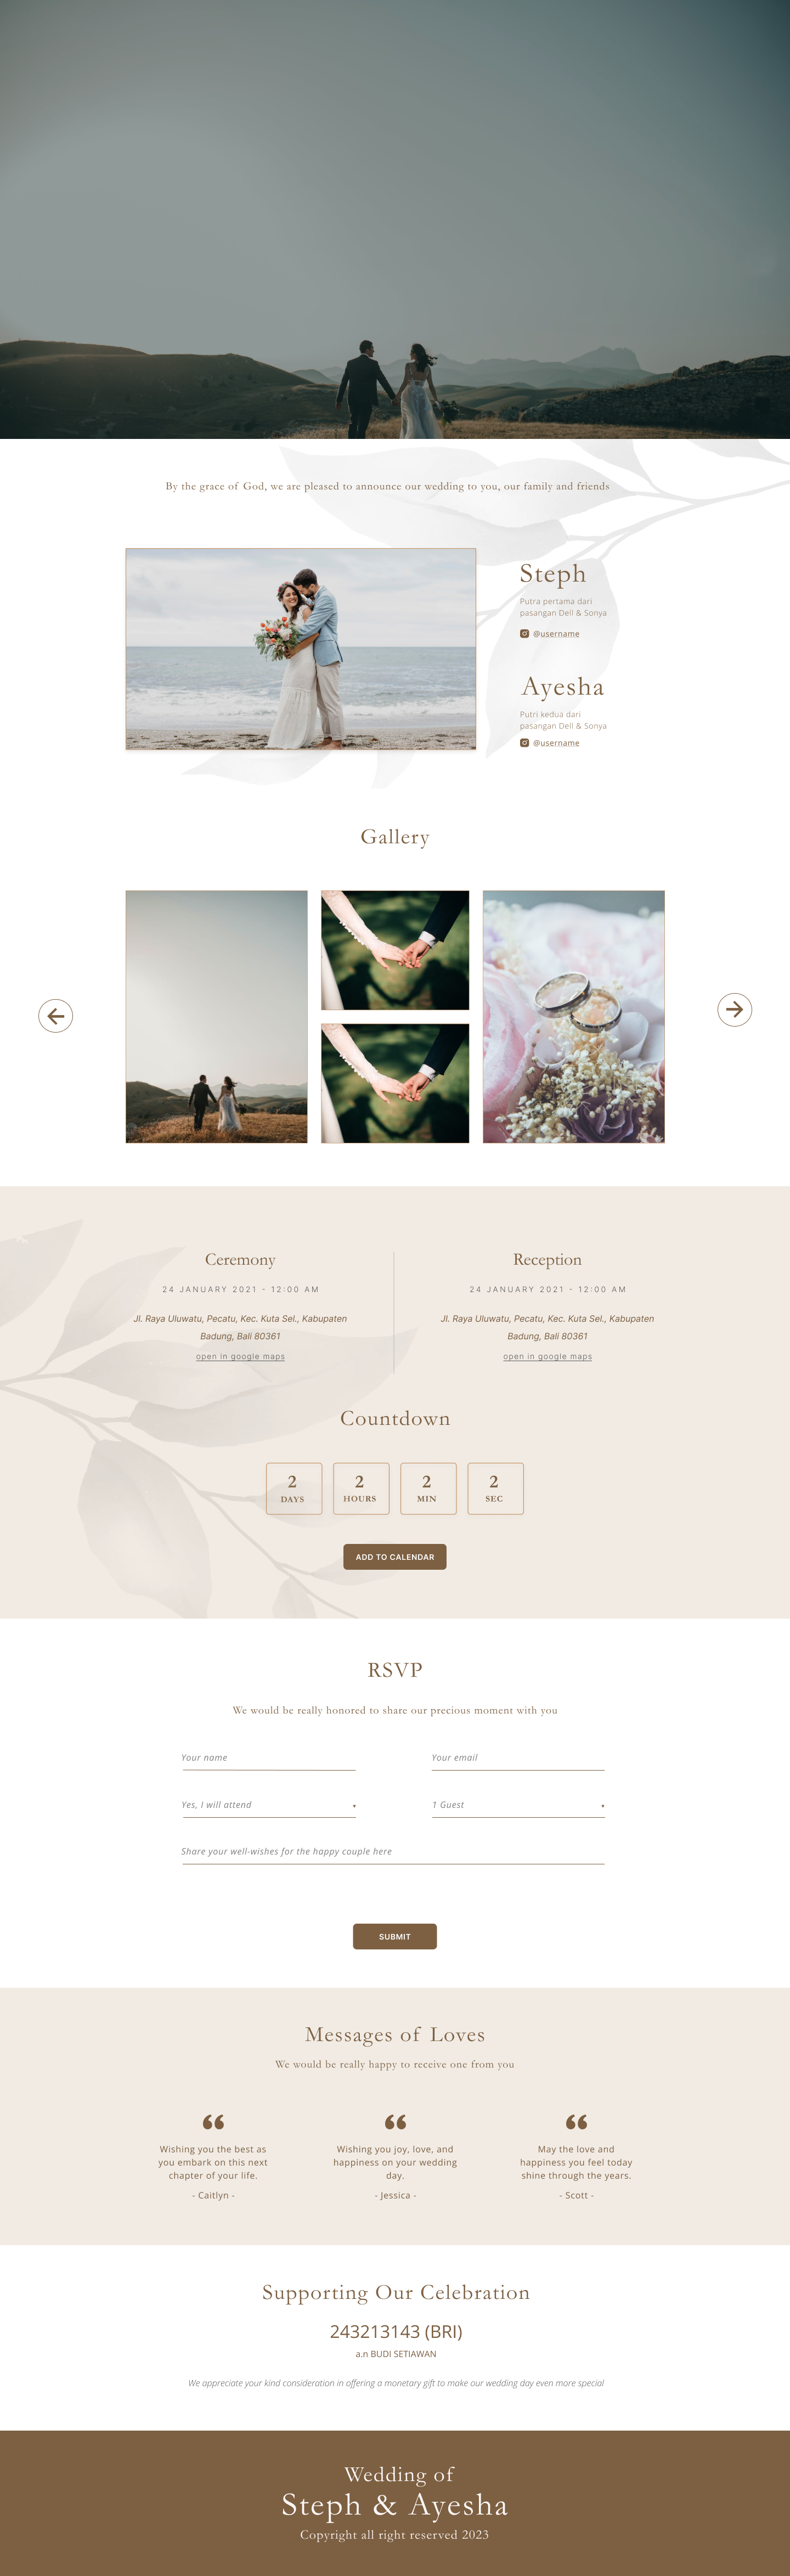 By the grace of God, we are pleased to announce our wedding to you, our family and friends
Steph
Putra pertama dari
pasangan Dell & Sonya
@username
Ayesha
Putri kedua dari
pasangan Dell & Sonya
@username
Gallery
Ceremony
24 JANUARY 2021 - 12:00 AM
Jl. Raya Uluwatu, Pecatu, Kec. Kuta Sel., Kabupaten
Badung, Bali 80361
open in google maps
Reception
24 JANUARY 2021 - 12:00 AM
Jl. Raya Uluwatu, Pecatu, Kec. Kuta Sel., Kabupaten
Badung, Bali 80361
open in google maps
Countdown
2
DAYS
2
HOURS
2
MIN
2
SEC
ADD TO CALENDAR
RSVP
We would be really honored to share our precious moment with you
Your name
Your email
Yes, I will attend
1 Guest
Share your well-wishes for the happy couple here
SUBMIT
Messages of Loves
We would be really happy to receive one from you
Wishing you the best as
you embark on this next
chapter of your life.
- Caitlyn -
Wishing you joy, love, and
happiness on your wedding
day.
- Jessica -
May the love and
happiness you feel today
shine through the years.
- Scott -
Supporting Our Celebration
243213143 (BRI)
a.n BUDI SETIAWAN
We appreciate your kind consideration in offering a monetary gift to make our wedding day even more special
Wedding of
Steph & Ayesha
Copyright all right reserved 2023